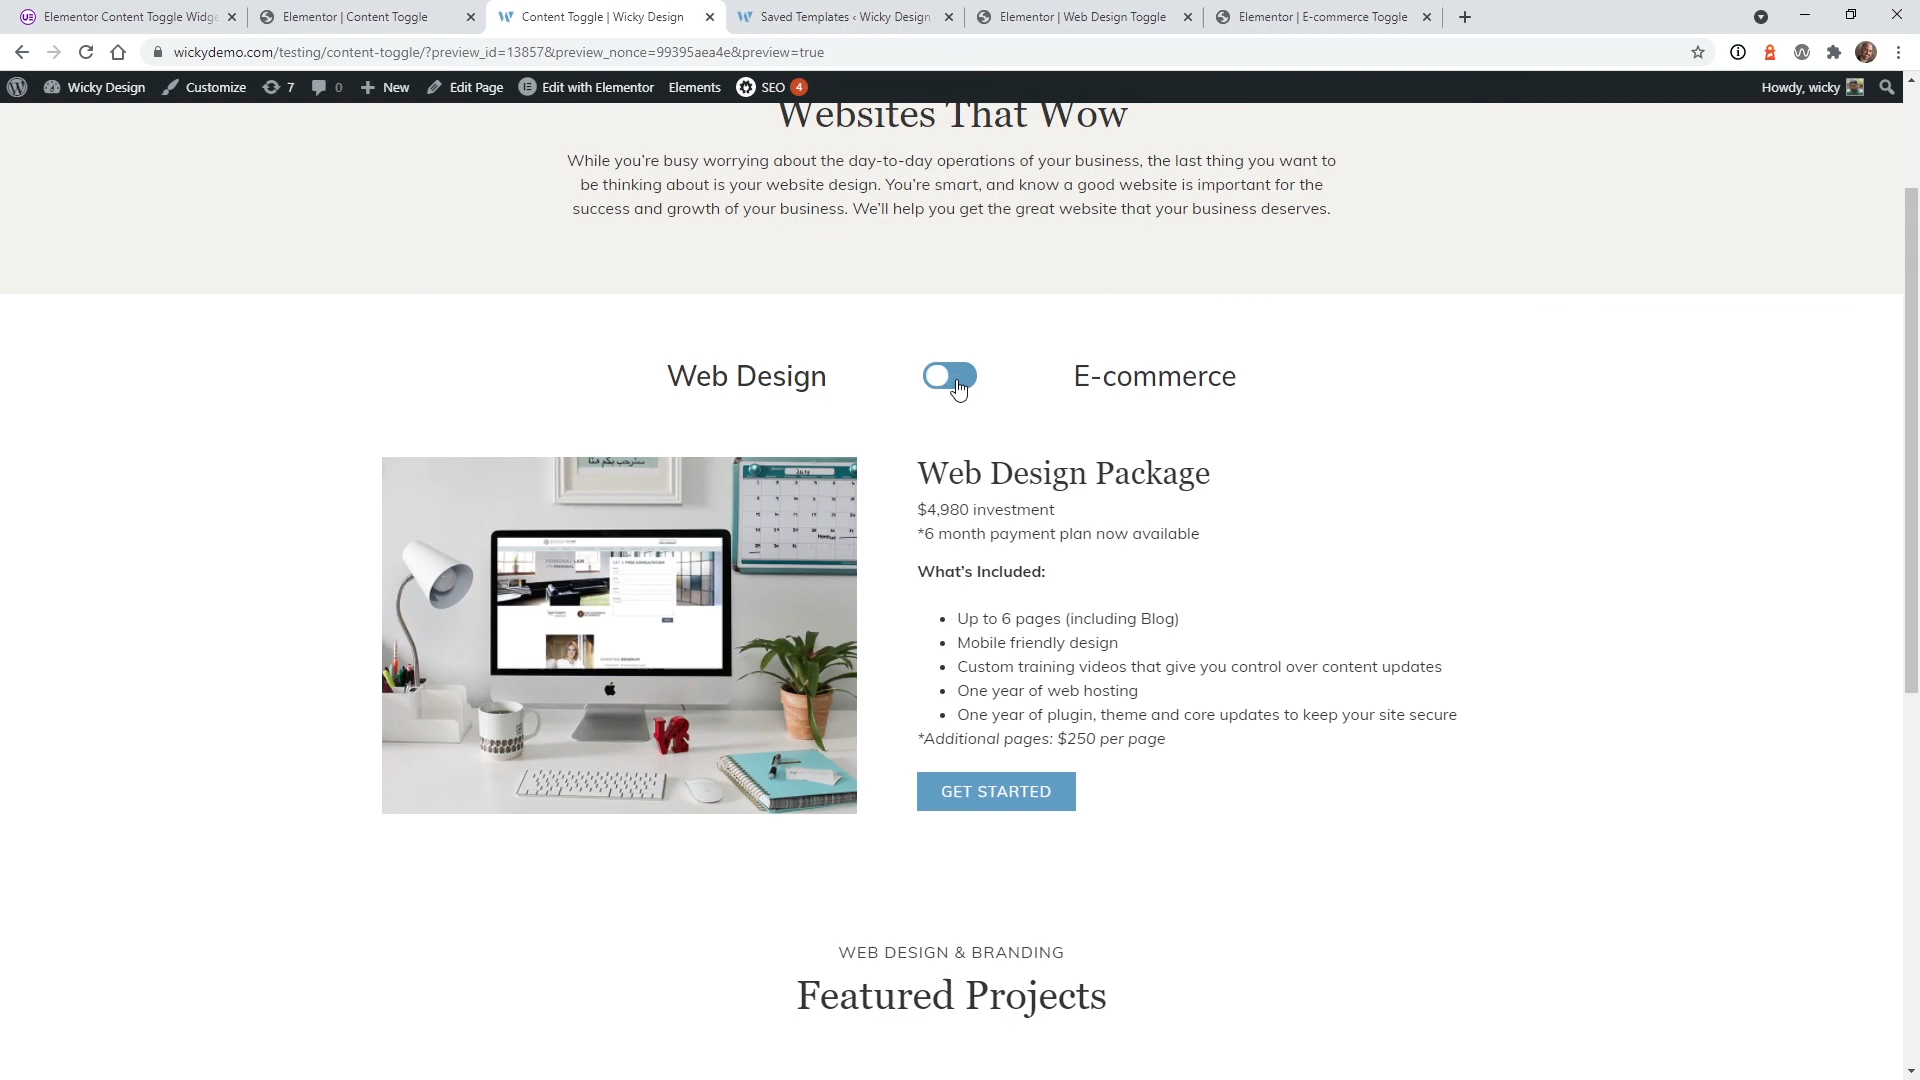 Elementor Content Toggle Widge
Elementor | Content Toggle
Content Toggle | Wicky Design
Saved Templates ‹ Wicky Design
Elementor | Web Design Toggle
Elementor | E-commerce Toggle
wickydemo.com/testing/content-toggle/?preview_id=13857&preview_nonce=99395aea4e&preview=true
Wicky Design
Customize
7
0
New
Edit Page
Edit with Elementor
Elements
SEO 4
Howdy, wicky
Websites That Wow
While you're busy worrying about the day-to-day operations of your business, the last thing you want to
be thinking about is your website design. You're smart, and know a good website is important for the
success and growth of your business. We'll help you get the great website that your business deserves.
Web Design
E-commerce
Web Design Package
$4,980 investment
*6 month payment plan now available
What's Included:
• Up to 6 pages (including Blog)
• Mobile friendly design
• Custom training videos that give you control over content updates
• One year of web hosting
• One year of plugin, theme and core updates to keep your site secure
*Additional pages: $250 per page
GET STARTED
WEB DESIGN & BRANDING
Featured Projects